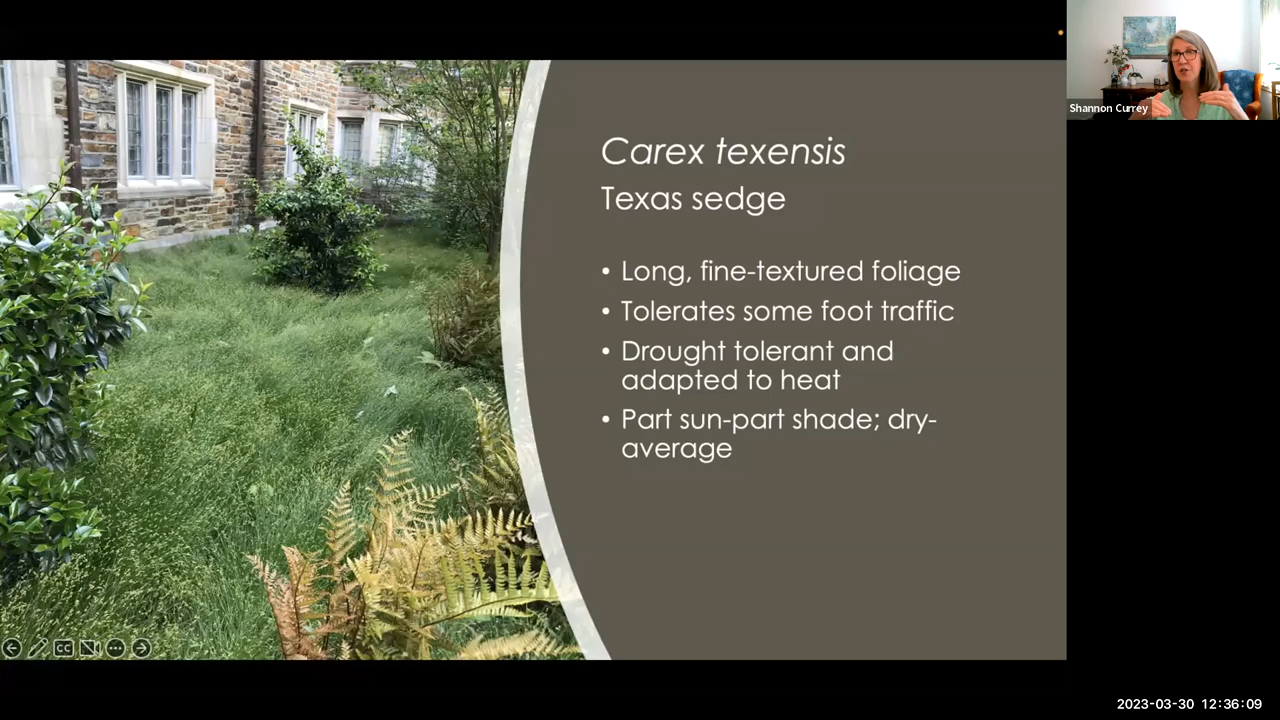 Shannon Currey
Carex texensis
Texas sedge
• Long, fine-textured foliage
• Tolerates some foot traffic
• Drought tolerant and
adapted to heat
• Part sun-part shade; dry-
average
CC
2023-03-30 12:36:09